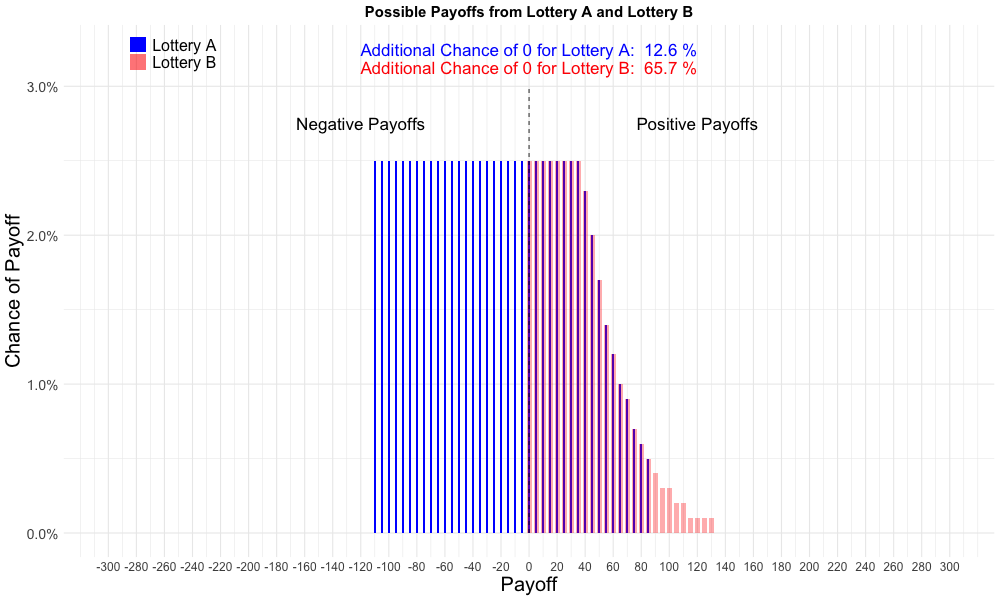 Possible Payoffs from Lottery A and Lottery B
Lottery A
Lottery B
Additional Chance of 0 for Lottery A: 12.6 %
Additional Chance of 0 for Lottery B: 65.7 %
Negative Payoffs
Positive Payoffs
Chance of Payoff
3.0%
2.0%
1.0%
0.0%
-300 -280 -260 -240 -220 -200 -180 -160 -140 -120 -100 -80 -60 -40 -20 0 20 40 60 80 100 120 140 160 180 200 220 240 260 280 300
Payoff